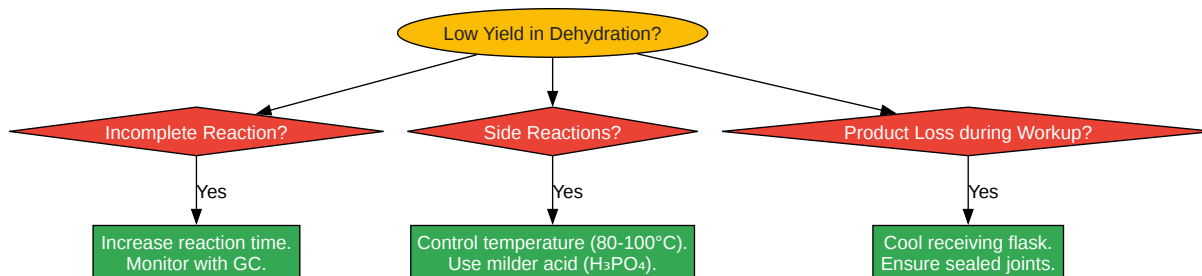 Low Yield in Dehydration?
Incomplete Reaction?
Side Reactions?
Product Loss during Workup?
Yes
Yes
Yes
Increase reaction time.
Monitor with GC.
Control temperature (80-100°C).
Use milder acid (H₃PO₄).
Cool receiving flask.
Ensure sealed joints.